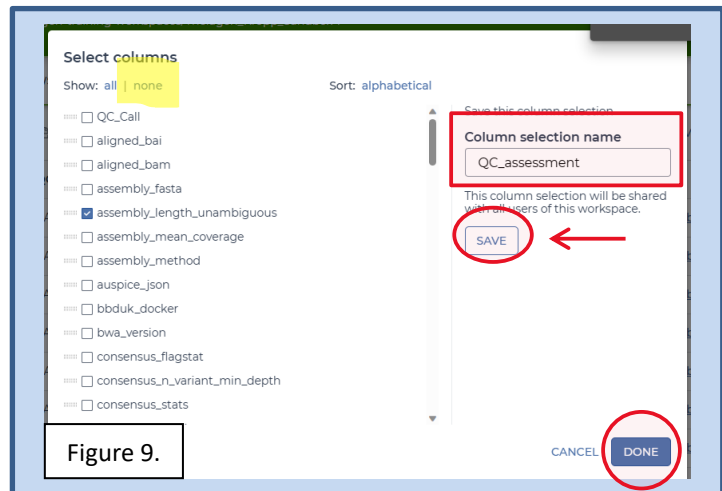 Select columns
Show: all | none
Sort: alphabetical
QC_Call
aligned_bai
aligned_bam
assembly_fasta
assembly_length_unambiguous
assembly_mean_coverage
assembly_method
auspice_json
bbduk_docker
bwa_version
consensus_flagstat
consensus_n_variant_min_depth
consensus_stats
Save this column selection
Column selection name
QC_assessment
This column selection will be shared
with all users of this workspace.
SAVE
CANCEL
DONE
Figure 9.